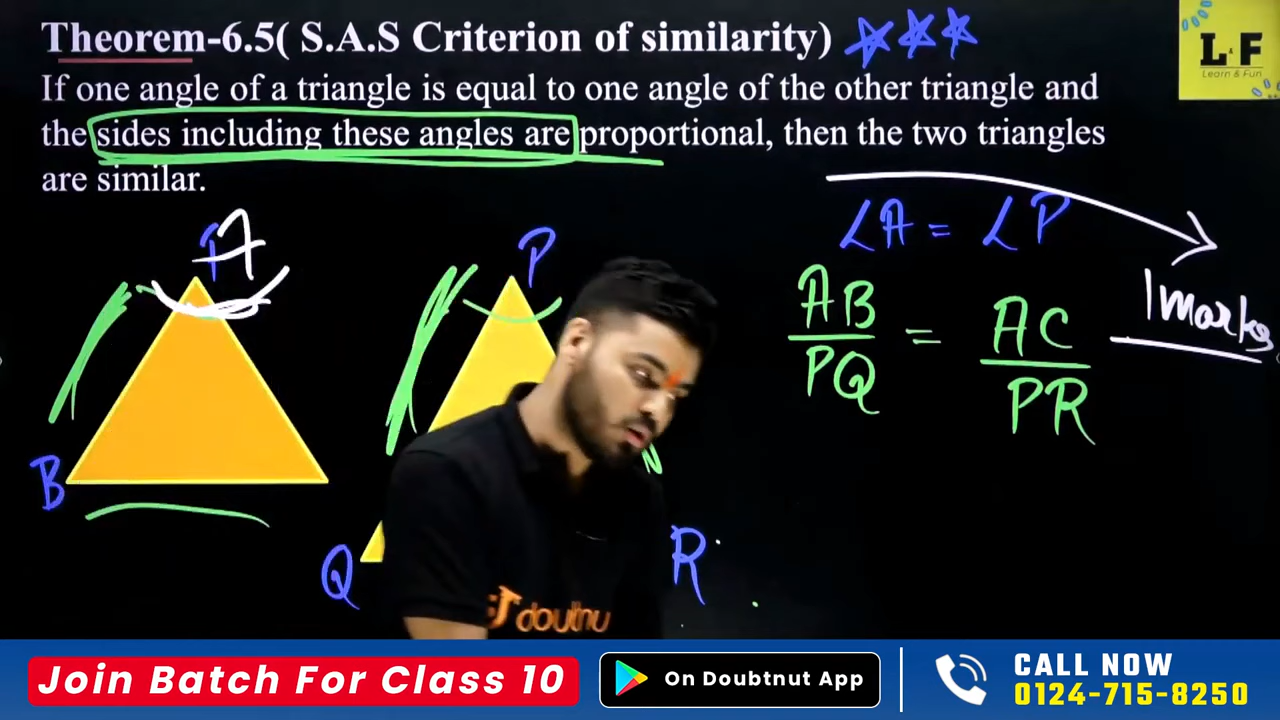 Theorem-6.5( S.A.S Criterion of similarity)
L&F
Learn & Fun
If one angle of a triangle is equal to one angle of the other triangle and
the sides including these angles are proportional, then the two triangles
are similar.
∠A = ∠P
A
P
AB/PQ = AC/PR
1 marks
B
Q
R
doubtnu
Join Batch For Class 10
On Doubtnut App
CALL NOW
0124-715-8250